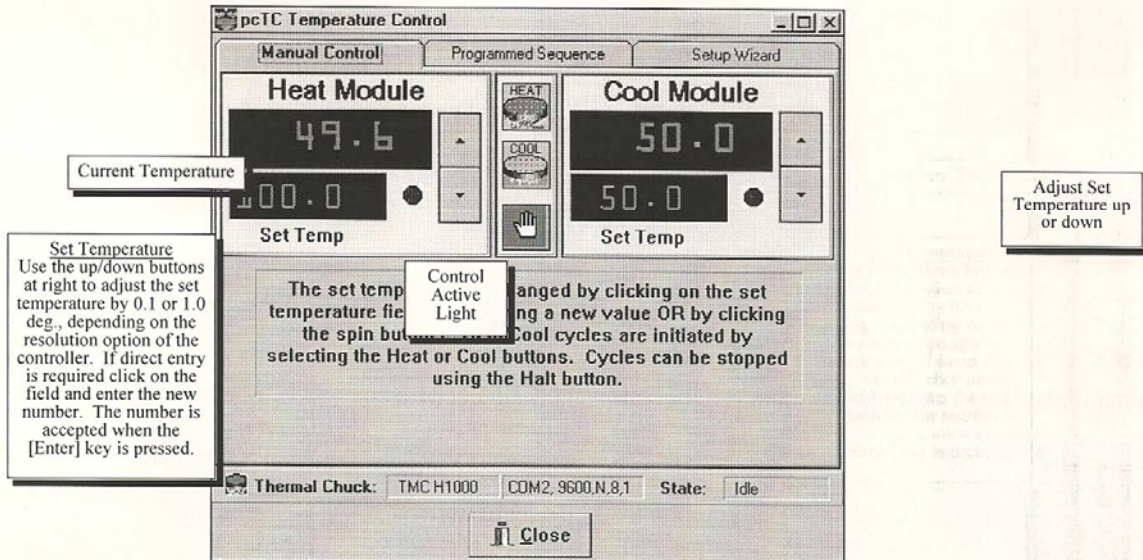 pcTC Temperature Control
Manual Control
Programmed Sequence
Setup Wizard
Heat Module
49.6
100.0
Set Temp
HEAT
COOL
Cool Module
50.0
50.0
Set Temp
Current Temperature
Set Temperature
Use the up/down buttons
at right to adjust the set
temperature by 0.1 or 1.0
deg., depending on the
resolution option of the
controller. If direct entry
is required click on the
field and enter the new
number. The number is
accepted when the
[Enter] key is pressed.
Control
Active
Light
Adjust Set
Temperature up
or down
The set temp anged by clicking on the set
temperature fie ng a new value OR by clicking
the spin but Cool cycles are initiated by
selecting the Heat or Cool buttons. Cycles can be stopped
using the Halt button.
Thermal Chuck: TMC H1000 COM2, 9600,N,8,1 State: Idle
Close